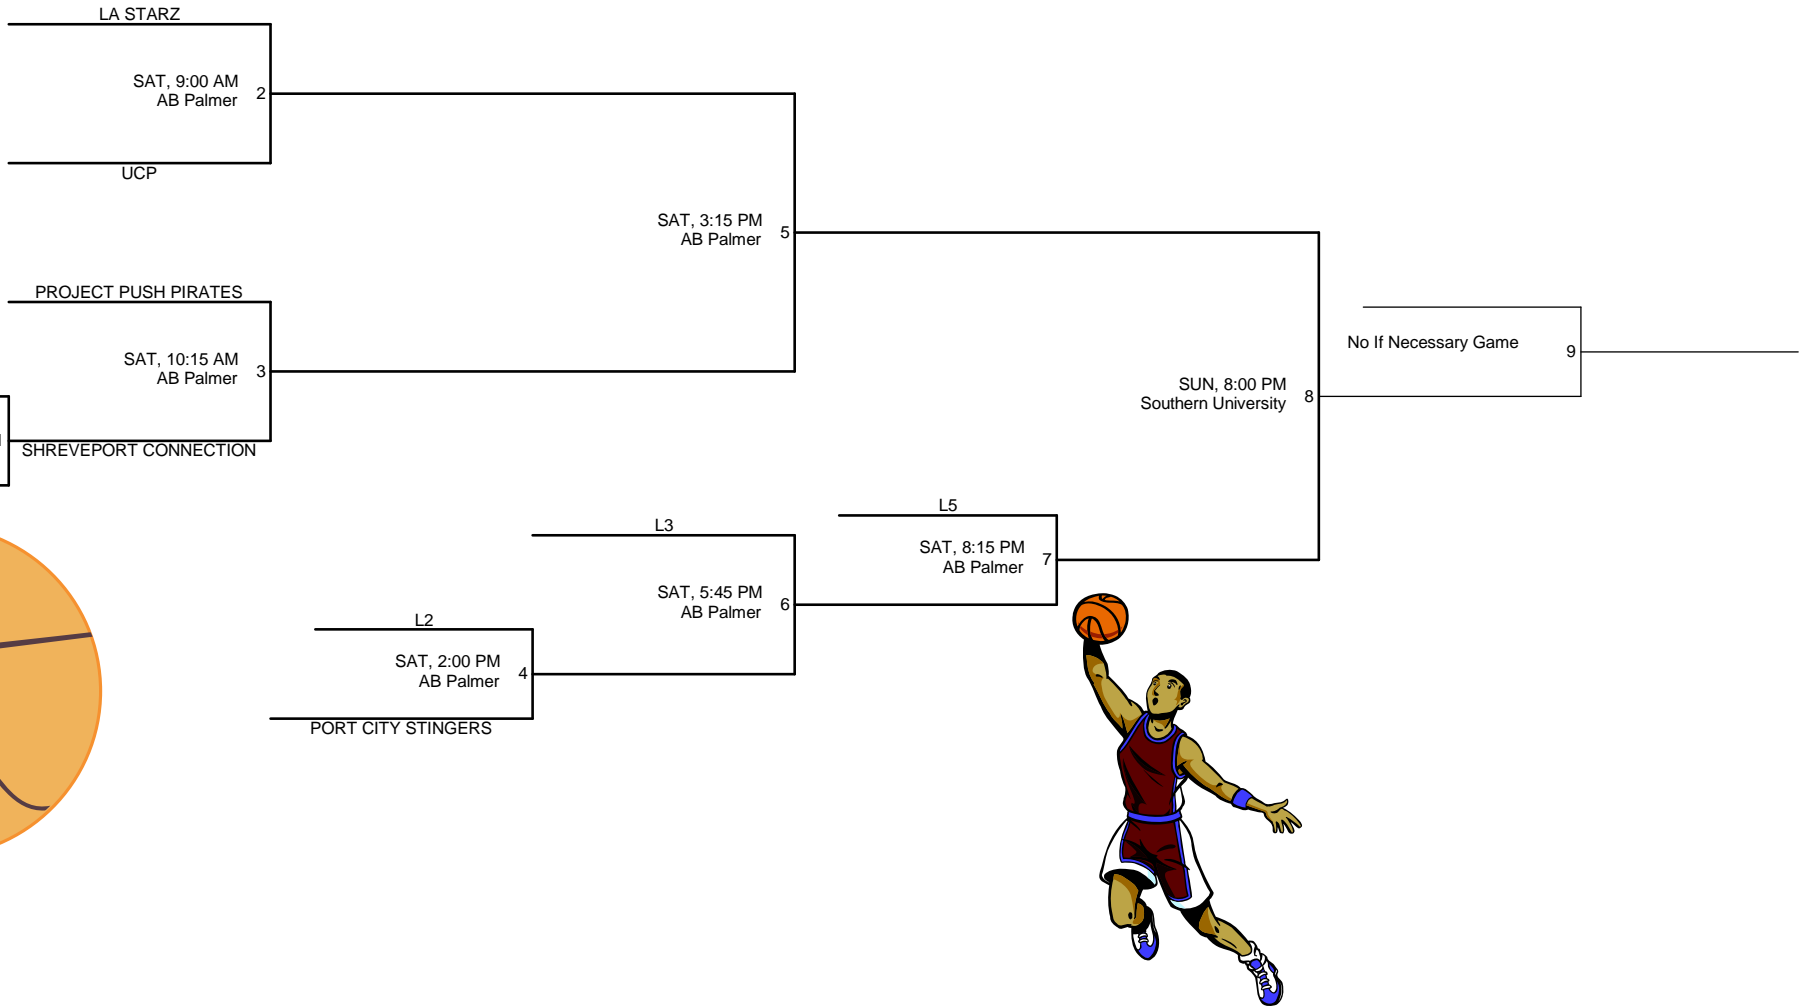 LA STARZ
SAT, 9:00 AM
AB Palmer 2
UCP
SAT, 3:15 PM
AB Palmer 5
PROJECT PUSH PIRATES
SAT, 10:15 AM
AB Palmer 3
SHREVEPORT CONNECTION
No If Necessary Game 9
SUN, 8:00 PM
Southern University 8
L5
SAT, 8:15 PM
AB Palmer 7
L3
SAT, 5:45 PM
AB Palmer 6
L2
SAT, 2:00 PM
AB Palmer 4
PORT CITY STINGERS